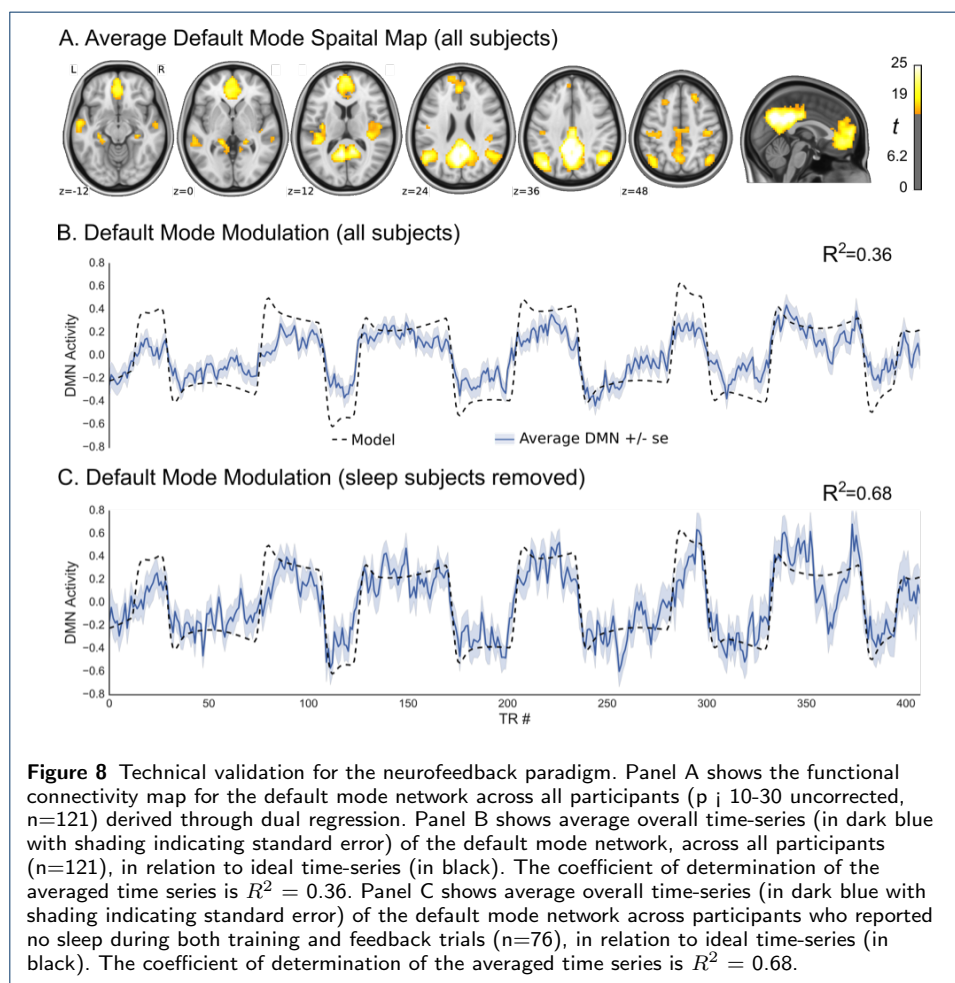 A. Average Default Mode Spaital Map (all subjects)
L R
z=-12 z=0 z=12 z=24 z=36 z=48
25
19
t
6.2
0
B. Default Mode Modulation (all subjects)
R²=0.36
0.8
0.6
0.4
0.2
0.0
−0.2
−0.4
−0.6
−0.8
DMN Activity
Model Average DMN +/- se
C. Default Mode Modulation (sleep subjects removed)
R²=0.68
0.8
0.6
0.4
0.2
0.0
−0.2
−0.4
−0.6
−0.8
DMN Activity
0 50 100 150 200 250 300 350 400
TR #
Figure 8 Technical validation for the neurofeedback paradigm. Panel A shows the functional
connectivity map for the default mode network across all participants (p ¡ 10-30 uncorrected,
n=121) derived through dual regression. Panel B shows average overall time-series (in dark blue
with shading indicating standard error) of the default mode network, across all participants
(n=121), in relation to ideal time-series (in black). The coefficient of determination of the
averaged time series is R² = 0.36. Panel C shows average overall time-series (in dark blue with
shading indicating standard error) of the default mode network across participants who reported
no sleep during both training and feedback trials (n=76), in relation to ideal time-series (in
black). The coefficient of determination of the averaged time series is R² = 0.68.